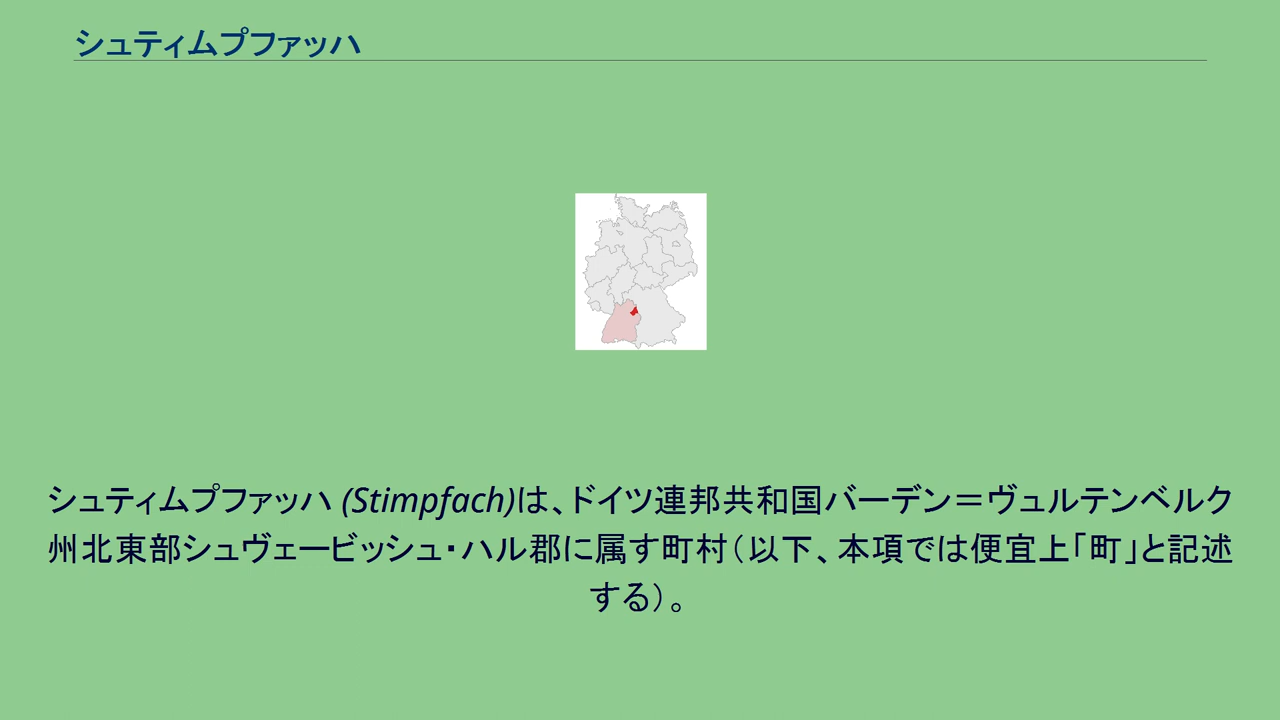 シュティムプファッハ
シュティムプファッハ (Stimpfach)は、ドイツ連邦共和国バーデン＝ヴュルテンベルク
州北東部シュヴェービッシュ・ハル郡に属す町村（以下、本項では便宜上「町」と記述
する）。